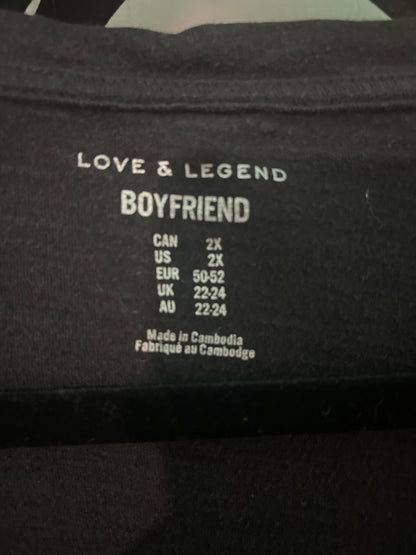 LOVE & LEGEND
BOYFRIEND
CAN 2X
US 2X
EUR 50-52
UK 22-24
AU 22-24
Made in Cambodia
Fabriqué au Cambodge